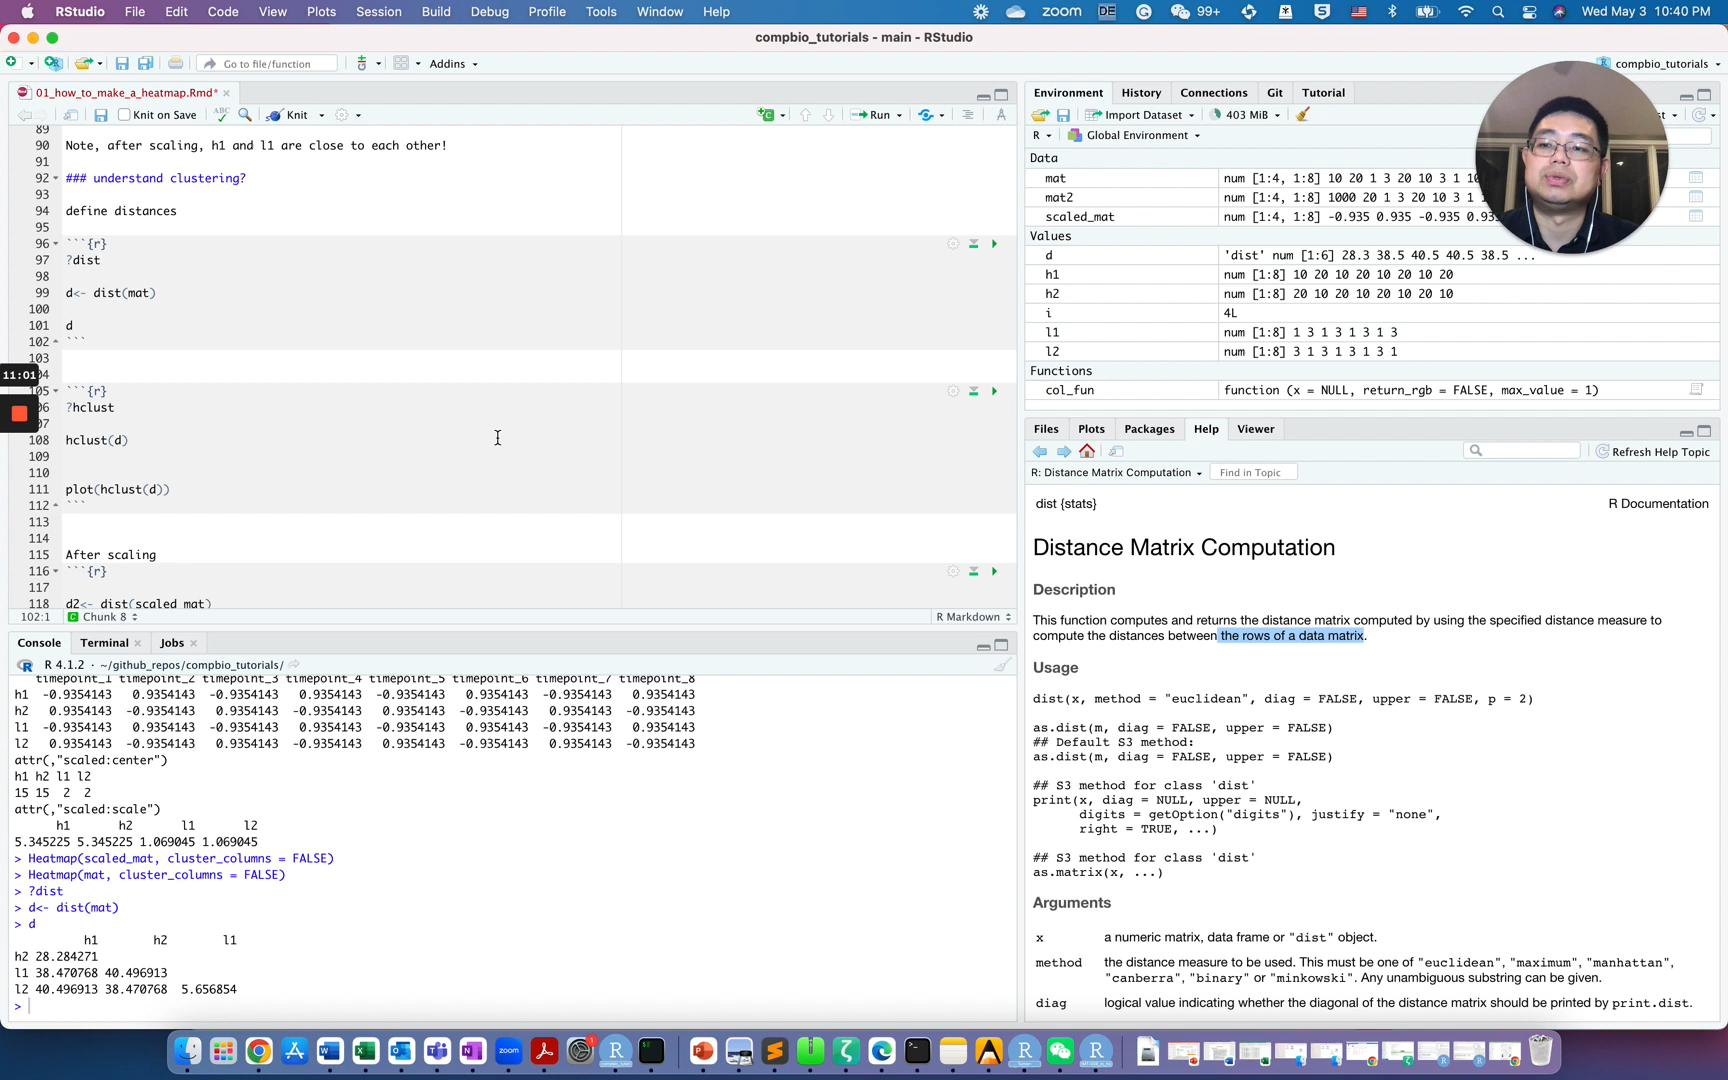 RStudio File Edit Code View Plots Session Build Debug Profile Tools Window Help zoom DE 99+ Wed May 3 10:40 PM
compbio_tutorials - main - RStudio
Go to file/function Addins compbio_tutorials
01_how_to_make_a_heatmap.Rmd*
Knit on Save ABC Knit Run
89
90 Note, after scaling, h1 and l1 are close to each other!
91
92 ### understand clustering?
93
94 define distances
95
96 ```{r}
97 ?dist
98
99 d<- dist(mat)
100
101 d
102 ```
103
11:01
105 ```{r}
?hclust
108 hclust(d)
109
110
111 plot(hclust(d))
112 ```
113
114
115 After scaling
116 ```{r}
117
118 d2<- dist(scaled_mat)
102:1 Chunk 8 R Markdown
Console Terminal Jobs
R 4.1.2 · ~/github_repos/compbio_tutorials/
timepoint_1 timepoint_2 timepoint_3 timepoint_4 timepoint_5 timepoint_6 timepoint_7 timepoint_8
h1 -0.9354143 0.9354143 -0.9354143 0.9354143 -0.9354143 0.9354143 -0.9354143 0.9354143
h2 0.9354143 -0.9354143 0.9354143 -0.9354143 0.9354143 -0.9354143 0.9354143 -0.9354143
l1 -0.9354143 0.9354143 -0.9354143 0.9354143 -0.9354143 0.9354143 -0.9354143 0.9354143
l2 0.9354143 -0.9354143 0.9354143 -0.9354143 0.9354143 -0.9354143 0.9354143 -0.9354143
attr(,"scaled:center")
h1 h2 l1 l2
15 15 2 2
attr(,"scaled:scale")
h1 h2 l1 l2
5.345225 5.345225 1.069045 1.069045
> Heatmap(scaled_mat, cluster_columns = FALSE)
> Heatmap(mat, cluster_columns = FALSE)
> ?dist
> d<- dist(mat)
> d
h1 h2 l1
h2 28.284271
l1 38.470768 40.496913
l2 40.496913 38.470768 5.656854
>
Environment History Connections Git Tutorial
Import Dataset 403 MiB
R Global Environment
Data
mat num [1:4, 1:8] 10 20 1 3 20 10 3 1 10
mat2 num [1:4, 1:8] 1000 20 1 3 20 10 3
scaled_mat num [1:4, 1:8] -0.935 0.935 -0.935
Values
d 'dist' num [1:6] 28.3 38.5 40.5 40.5 38.5 ...
h1 num [1:8] 10 20 10 20 10 20 10 20
h2 num [1:8] 20 10 20 10 20 10 20 10
i 4L
l1 num [1:8] 1 3 1 3 1 3 1 3
l2 num [1:8] 3 1 3 1 3 1 3 1
Functions
col_fun function (x = NULL, return_rgb = FALSE, max_value = 1)
Files Plots Packages Help Viewer
Refresh Help Topic
R: Distance Matrix Computation Find in Topic
dist {stats} R Documentation
Distance Matrix Computation
Description
This function computes and returns the distance matrix computed by using the specified distance measure to
compute the distances between the rows of a data matrix.
Usage
dist(x, method = "euclidean", diag = FALSE, upper = FALSE, p = 2)
as.dist(m, diag = FALSE, upper = FALSE)
## Default S3 method:
as.dist(m, diag = FALSE, upper = FALSE)
## S3 method for class 'dist'
print(x, diag = NULL, upper = NULL,
digits = getOption("digits"), justify = "none",
right = TRUE, ...)
## S3 method for class 'dist'
as.matrix(x, ...)
Arguments
x a numeric matrix, data frame or "dist" object.
method the distance measure to be used. This must be one of "euclidean", "maximum", "manhattan",
"canberra", "binary" or "minkowski". Any unambiguous substring can be given.
diag logical value indicating whether the diagonal of the distance matrix should be printed by print.dist.